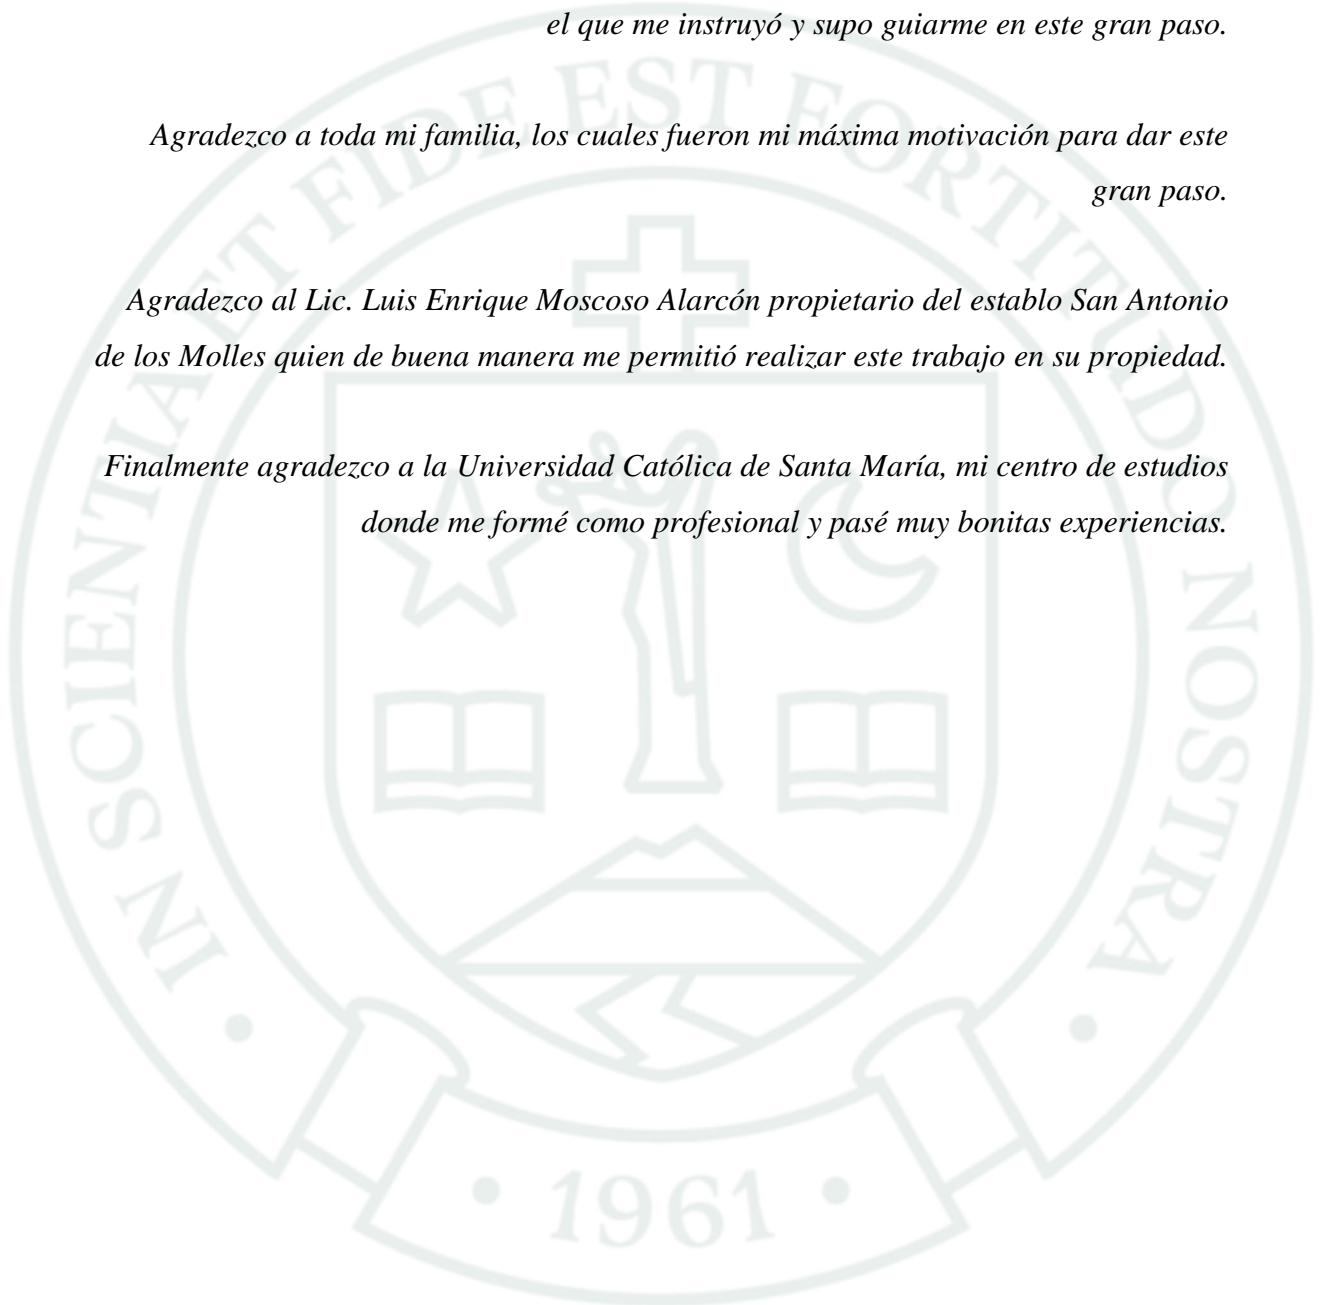 el que me instruyó y supo guiarme en este gran paso.
Agradezco a toda mi familia, los cuales fueron mi máxima motivación para dar este
gran paso.
Agradezco al Lic. Luis Enrique Moscoso Alarcón propietario del establo San Antonio
de los Molles quien de buena manera me permitió realizar este trabajo en su propiedad.
Finalmente agradezco a la Universidad Católica de Santa María, mi centro de estudios
donde me formé como profesional y pasé muy bonitas experiencias.
IN SCIENTIA ET FIDE EST FORTITUDO NOSTRA
• 1961 •